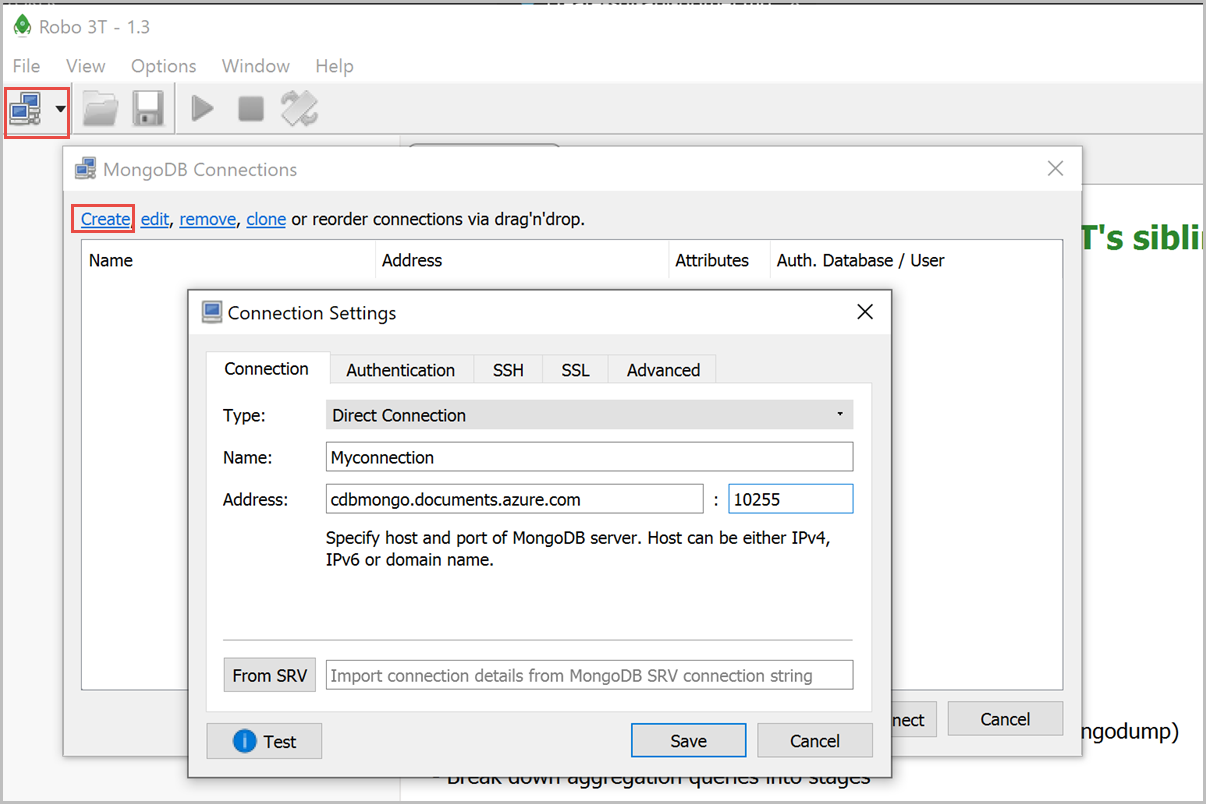 Robo 3T - 1.3
File View Options Window Help
MongoDB Connections
Create, edit, remove, clone or reorder connections via drag'n'drop.
T's sibli
Name Address Attributes Auth. Database / User
Connection Settings
Connection Authentication SSH SSL Advanced
Type: Direct Connection
Name: Myconnection
Address: cdbmongo.documents.azure.com : 10255
Specify host and port of MongoDB server. Host can be either IPv4,
IPv6 or domain name.
From SRV Import connection details from MongoDB SRV connection string
nect Cancel
ngodump)
Test Save Cancel
- Break down aggregation queries into stages